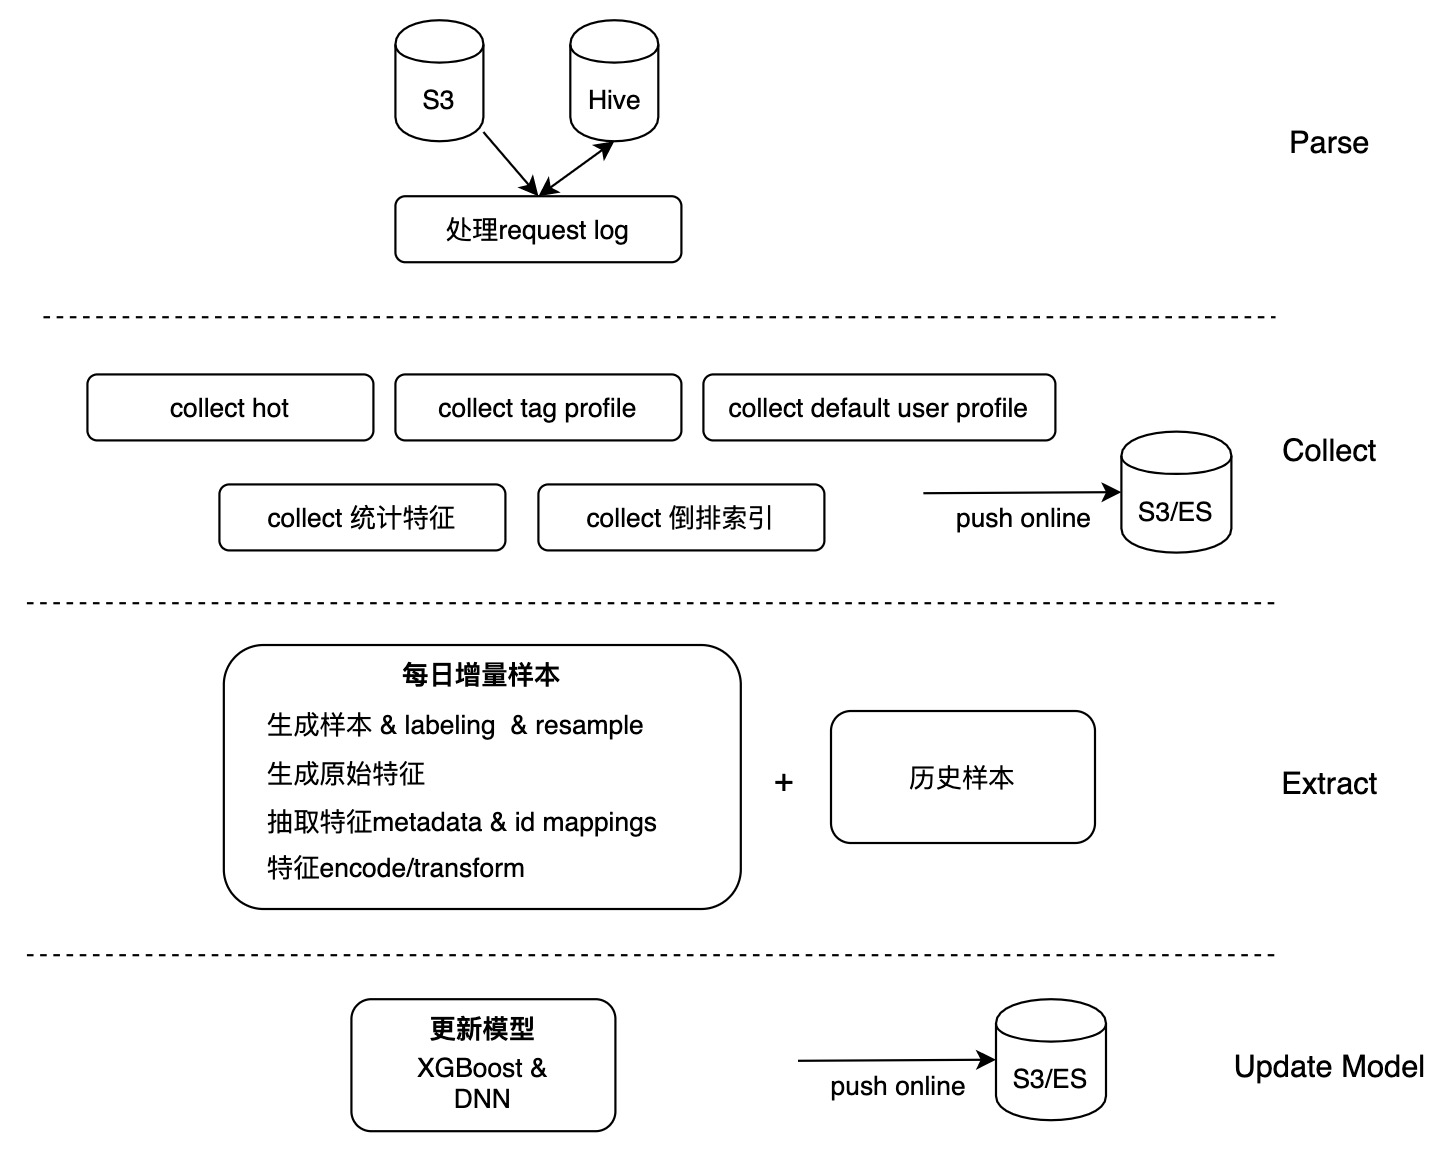 S3
Hive
Parse
处理request log
collect hot
collect tag profile
collect default user profile
Collect
collect 统计特征
collect 倒排索引
push online
S3/ES
每日增量样本
生成样本 & labeling & resample
生成原始特征
抽取特征metadata & id mappings
特征encode/transform
+
历史样本
Extract
更新模型
XGBoost &
DNN
push online
S3/ES
Update Model